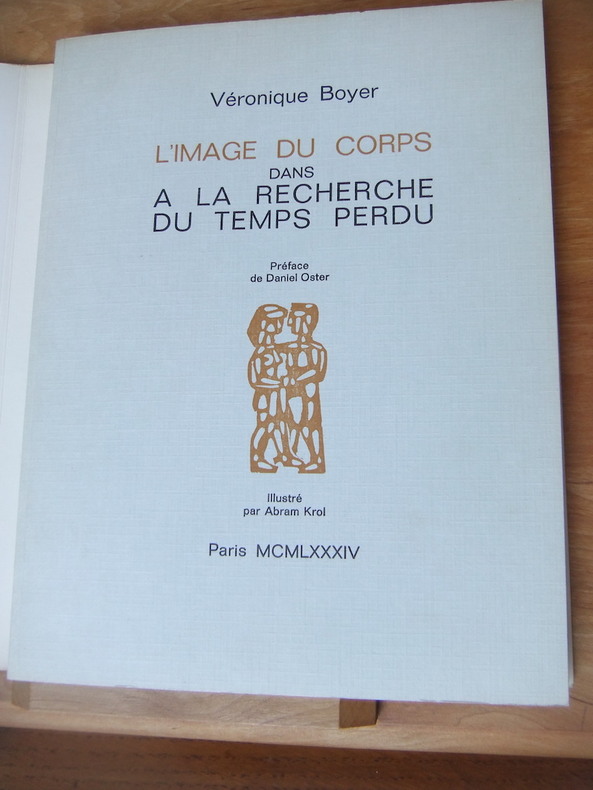 Véronique Boyer
L'IMAGE DU CORPS
DANS
A LA RECHERCHE
DU TEMPS PERDU
Préface
de Daniel Oster
Illustré
par Abram Krol
Paris MCMLXXXIV